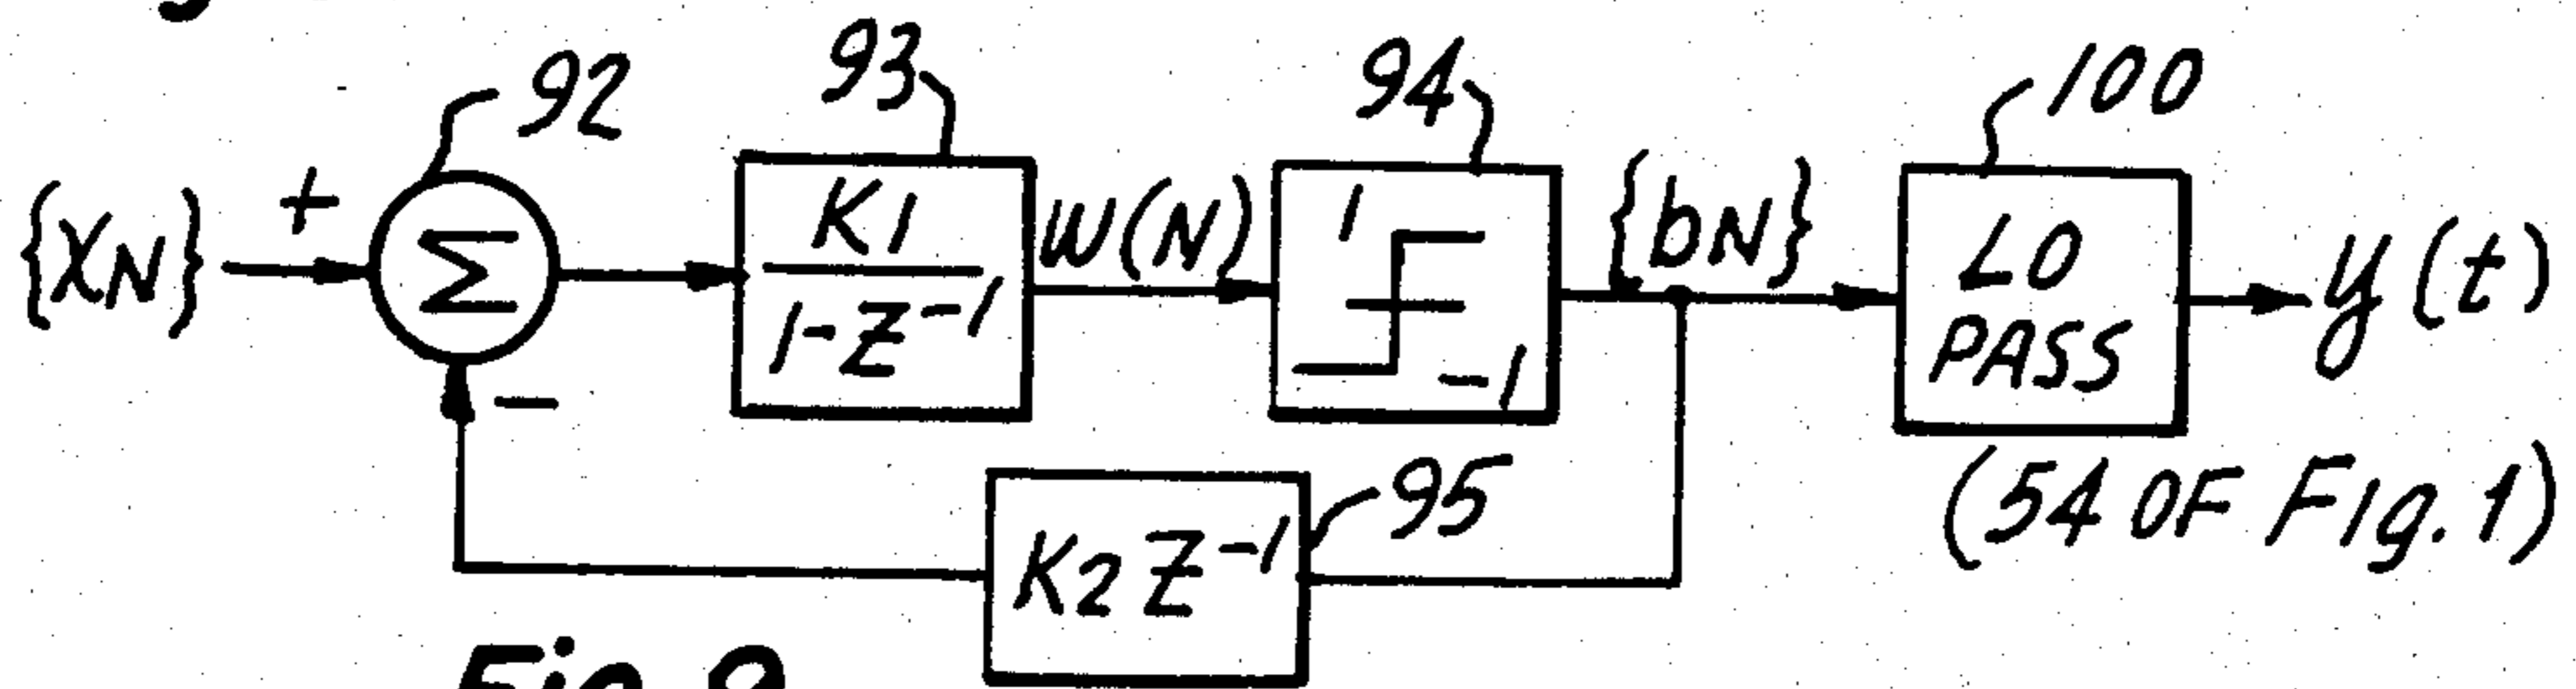 92
93
94
100
{XN}
+
Σ
K1
1-Z-1
W(N)
1
-1
{bN}
LO
PASS
y(t)
(54 OF Fig. 1)
-
K2 Z-1
95